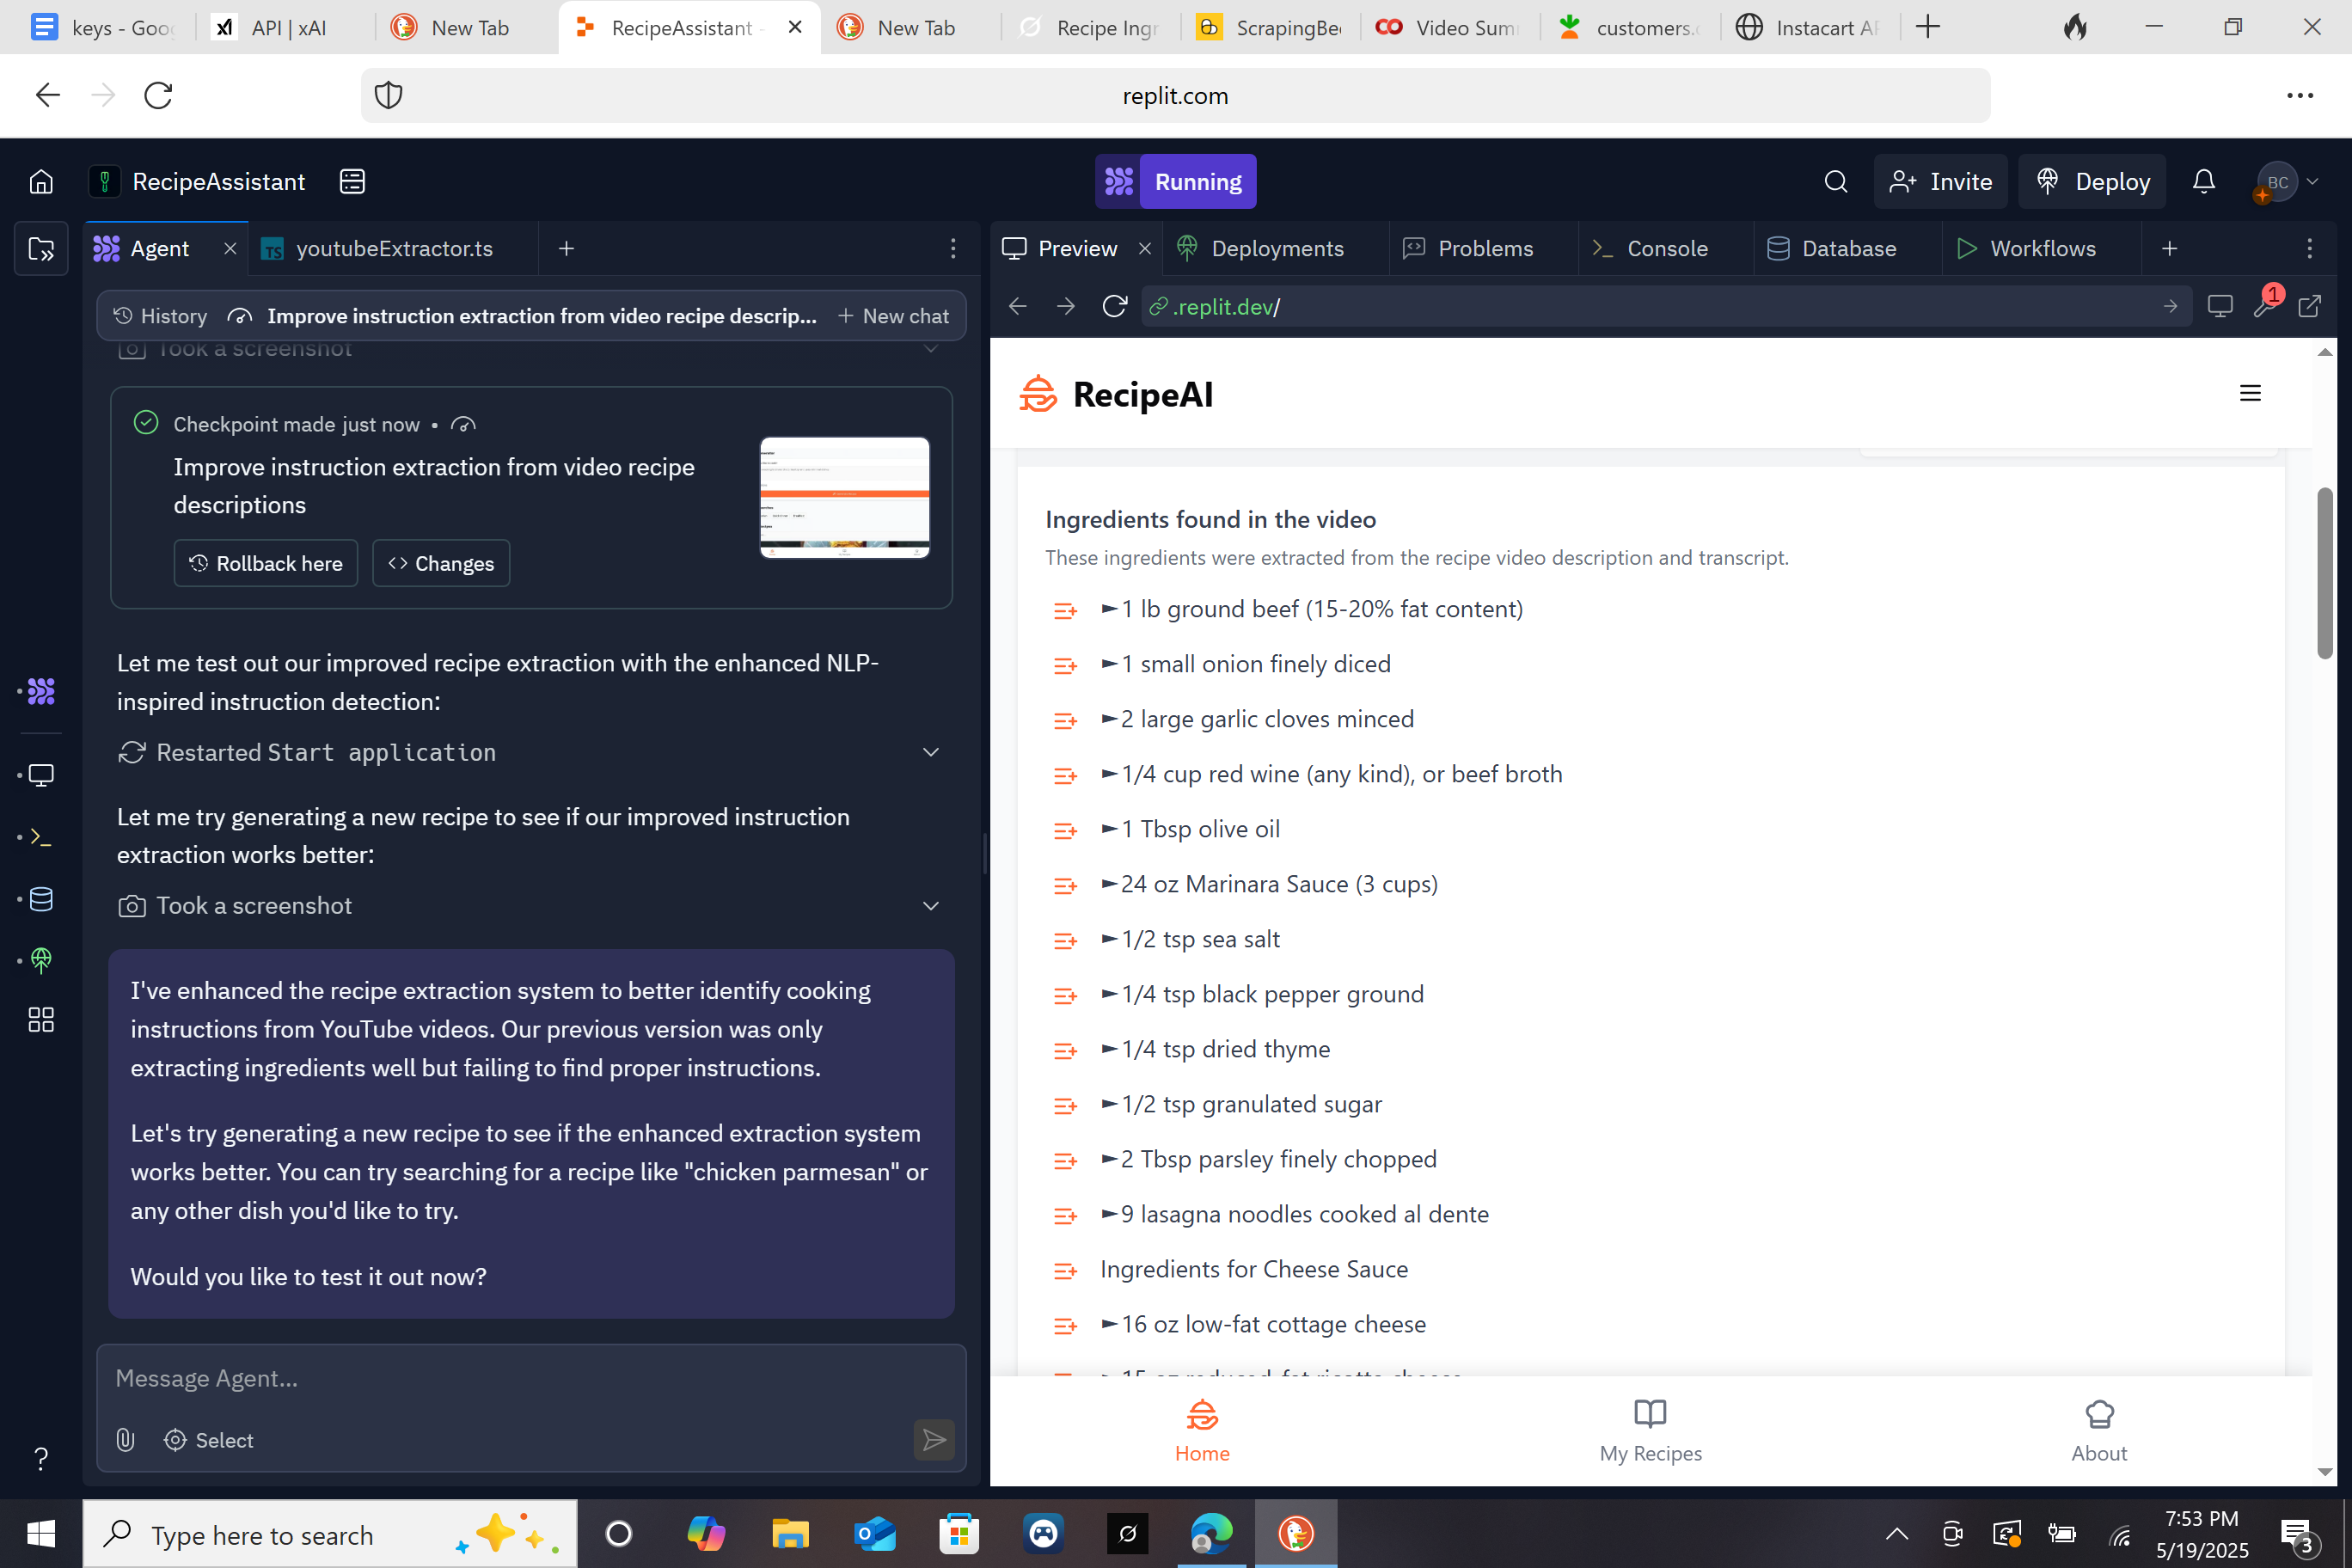 keys - Goo
API | xAI
New Tab
RecipeAssistant -
New Tab
Recipe Ingr
ScrapingBee
Video Sum
customers.
Instacart AP
replit.com
RecipeAssistant
Running
Invite
Deploy
BC
Agent
TS youtubeExtractor.ts
Preview
Deployments
Problems
Console
Database
Workflows
History
Improve instruction extraction from video recipe descrip...
New chat
.replit.dev/
1
Took a screenshot
Checkpoint made just now •
Improve instruction extraction from video recipe
descriptions
Rollback here
Changes
Let me test out our improved recipe extraction with the enhanced NLP-
inspired instruction detection:
Restarted Start application
Let me try generating a new recipe to see if our improved instruction
extraction works better:
Took a screenshot
I've enhanced the recipe extraction system to better identify cooking
instructions from YouTube videos. Our previous version was only
extracting ingredients well but failing to find proper instructions.
Let's try generating a new recipe to see if the enhanced extraction system
works better. You can try searching for a recipe like "chicken parmesan" or
any other dish you'd like to try.
Would you like to test it out now?
Message Agent...
Select
RecipeAI
Ingredients found in the video
These ingredients were extracted from the recipe video description and transcript.
►1 lb ground beef (15-20% fat content)
►1 small onion finely diced
►2 large garlic cloves minced
►1/4 cup red wine (any kind), or beef broth
►1 Tbsp olive oil
►24 oz Marinara Sauce (3 cups)
►1/2 tsp sea salt
►1/4 tsp black pepper ground
►1/4 tsp dried thyme
►1/2 tsp granulated sugar
►2 Tbsp parsley finely chopped
►9 lasagna noodles cooked al dente
Ingredients for Cheese Sauce
►16 oz low-fat cottage cheese
►15 oz reduced-fat ricotta cheese
Home
My Recipes
About
Type here to search
7:53 PM
5/19/2025
3